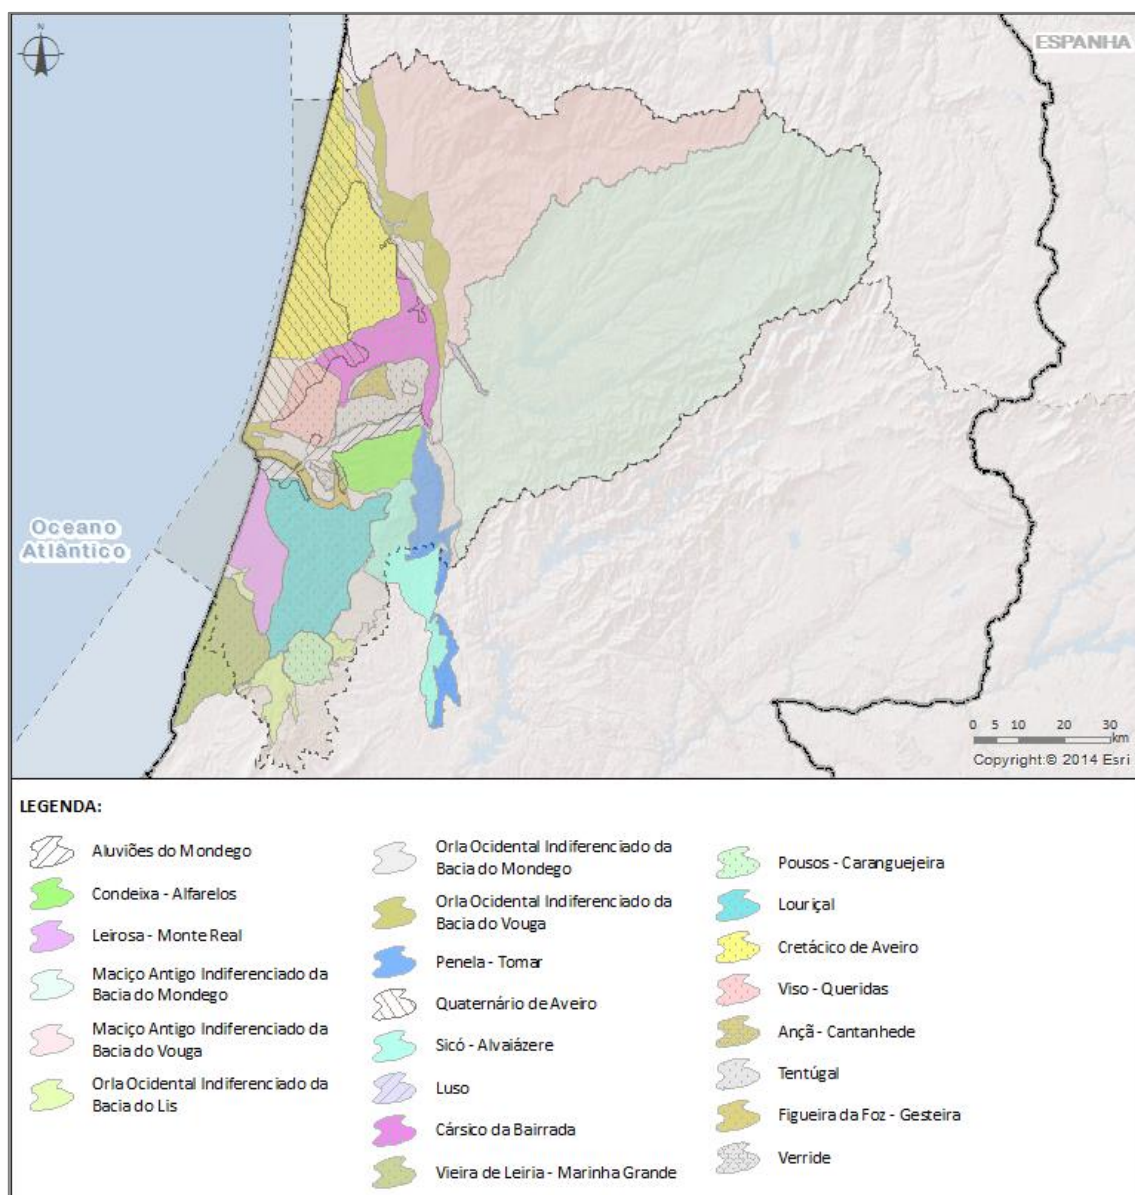 N
ESPANHA
Oceano
Atlântico
0 5 10 20 30
km
Copyright:© 2014 Esri
LEGENDA:
Aluviões do Mondego
Condeixa - Alfarelos
Leirosa - Monte Real
Maciço Antigo Indiferenciado da
Bacia do Mondego
Maciço Antigo Indiferenciado da
Bacia do Vouga
Orla Ocidental Indiferenciado da
Bacia do Lis
Orla Ocidental Indiferenciado da
Bacia do Mondego
Orla Ocidental Indiferenciado da
Bacia do Vouga
Penela - Tomar
Quaternário de Aveiro
Sicó - Alvaiázere
Luso
Cársico da Bairrada
Vieira de Leiria - Marinha Grande
Pousos - Caranguejeira
Louriçal
Cretácico de Aveiro
Viso - Queridas
Ançã - Cantanhede
Tentúgal
Figueira da Foz - Gesteira
Verride